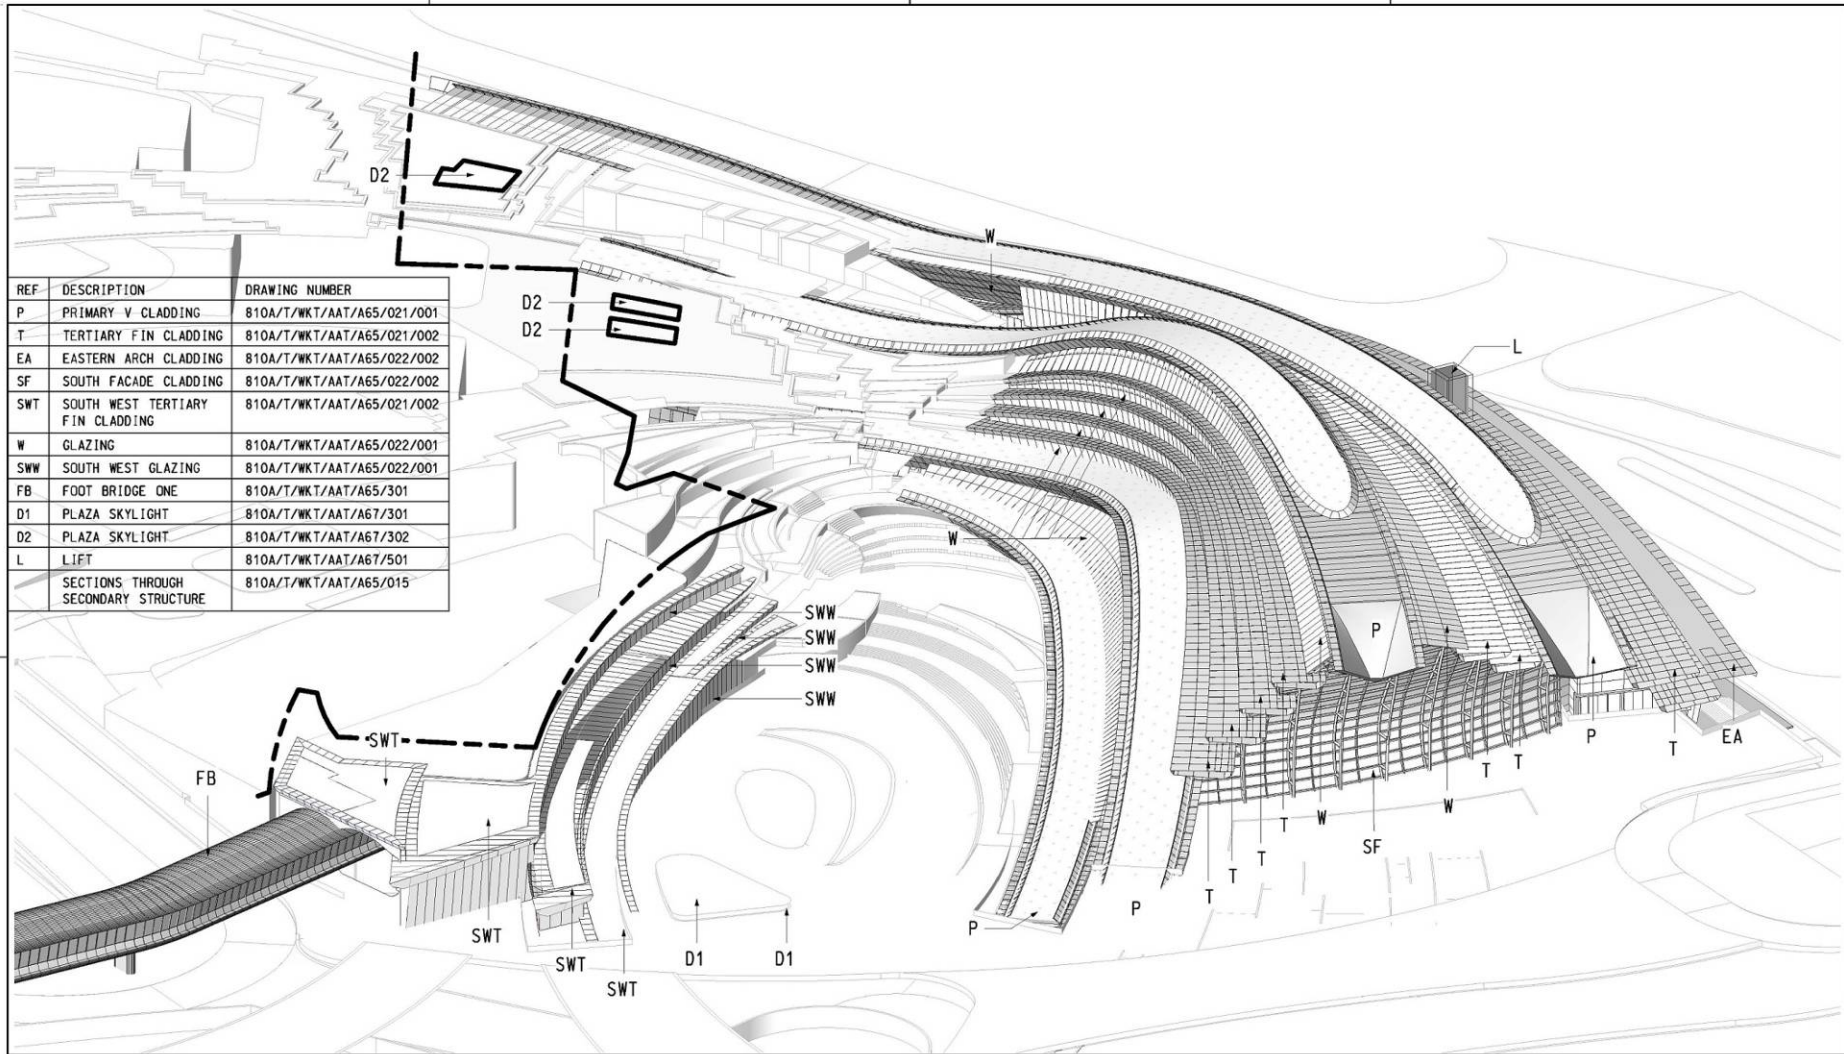 D2
W
REF DESCRIPTION DRAWING NUMBER
P PRIMARY V CLADDING 810A/T/WKT/AAT/A65/021/001
T TERTIARY FIN CLADDING 810A/T/WKT/AAT/A65/021/002
EA EASTERN ARCH CLADDING 810A/T/WKT/AAT/A65/022/002
SF SOUTH FACADE CLADDING 810A/T/WKT/AAT/A65/022/002
SWT SOUTH WEST TERTIARY 810A/T/WKT/AAT/A65/021/002
FIN CLADDING
W GLAZING 810A/T/WKT/AAT/A65/022/001
SWW SOUTH WEST GLAZING 810A/T/WKT/AAT/A65/022/001
FB FOOT BRIDGE ONE 810A/T/WKT/AAT/A65/301
D1 PLAZA SKYLIGHT 810A/T/WKT/AAT/A67/301
D2 PLAZA SKYLIGHT 810A/T/WKT/AAT/A67/302
L LIFT 810A/T/WKT/AAT/A67/501
SECTIONS THROUGH 810A/T/WKT/AAT/A65/015
SECONDARY STRUCTURE
D2
D2
L
W
SWW
SWW
SWW
SWW
P
SWT
FB
P
T
EA
T
T
W
T
W
SF
T
T
T
P
P
SWT
SWT
SWT
D1
D1